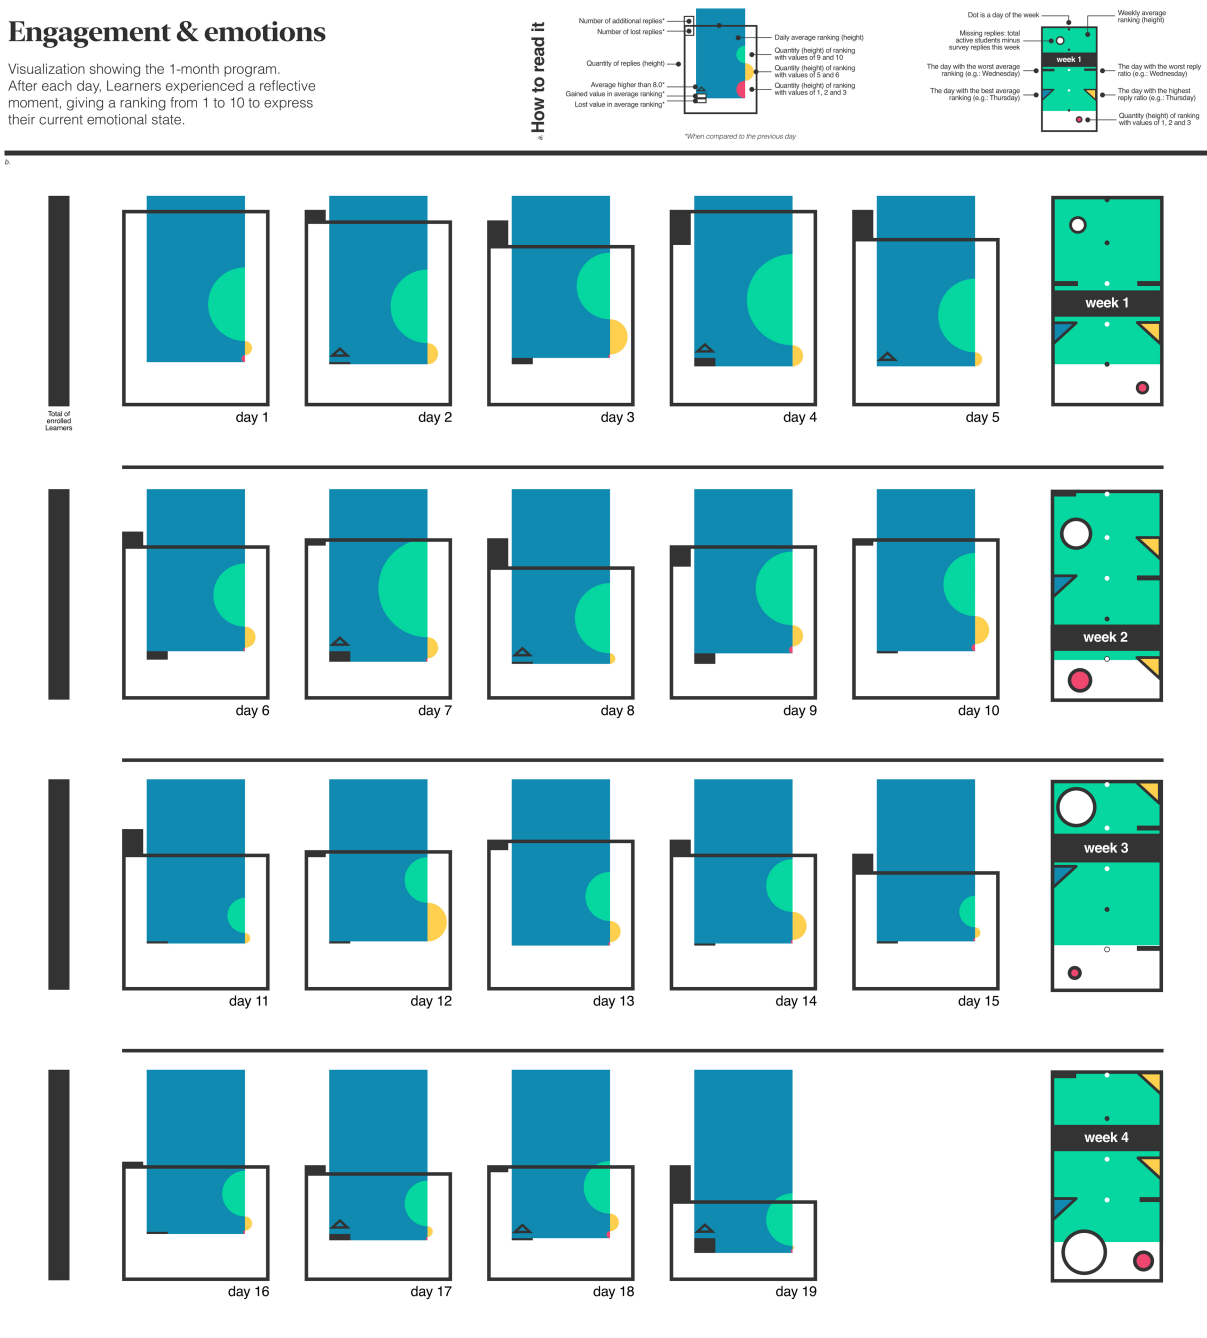 Engagement & emotions
Visualization showing the 1-month program.
After each day, Learners experienced a reflective
moment, giving a ranking from 1 to 10 to express
their current emotional state.
a.
How to read it
Number of additional replies*
Number of lost replies*
Quantity of replies (height)
Average higher than 8.0*
Gained value in average ranking*
Lost value in average ranking*
Daily average ranking (height)
Quantity (height) of ranking
with values of 9 and 10
Quantity (height) of ranking
with values of 5 and 6
Quantity (height) of ranking
with values of 1, 2 and 3
*When compared to the previous day
Dot is a day of the week
Missing replies: total
active students minus
survey replies this week
The day with the worst average
ranking (e.g.: Wednesday)
The day with the best average
ranking (e.g.: Thursday)
week 1
Weekly average
ranking (height)
The day with the worst reply
ratio (e.g.: Wednesday)
The day with the highest
reply ratio (e.g.: Thursday)
Quantity (height) of ranking
with values of 1, 2 and 3
b.
Total of
enrolled
Learners
day 1
day 2
day 3
day 4
day 5
week 1
day 6
day 7
day 8
day 9
day 10
week 2
day 11
day 12
day 13
day 14
day 15
week 3
day 16
day 17
day 18
day 19
week 4